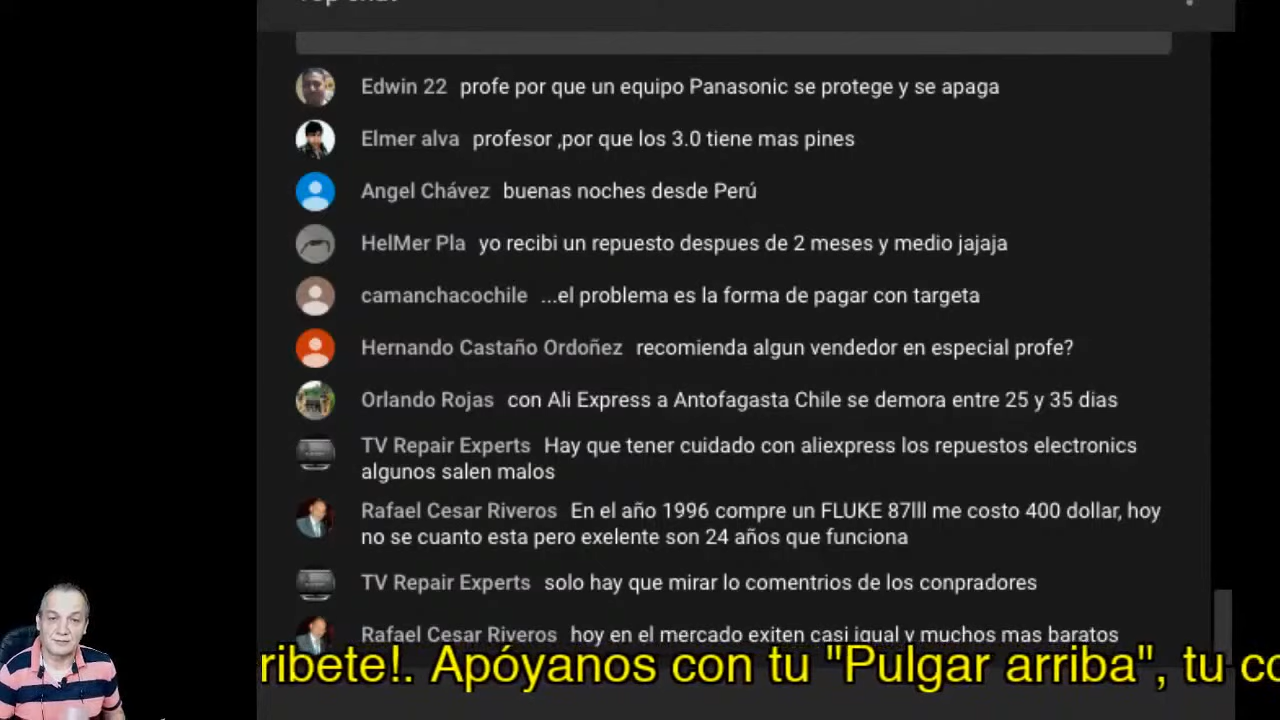 Top chat
Edwin 22 profe por que un equipo Panasonic se protege y se apaga
Elmer alva profesor ,por que los 3.0 tiene mas pines
Angel Chávez buenas noches desde Perú
HelMer Pla yo recibi un repuesto despues de 2 meses y medio jajaja
camanchacochile ...el problema es la forma de pagar con targeta
Hernando Castaño Ordoñez recomienda algun vendedor en especial profe?
Orlando Rojas con Ali Express a Antofagasta Chile se demora entre 25 y 35 dias
TV Repair Experts Hay que tener cuidado con aliexpress los repuestos electronics
algunos salen malos
Rafael Cesar Riveros En el año 1996 compre un FLUKE 87lll me costo 400 dollar, hoy
no se cuanto esta pero exelente son 24 años que funciona
TV Repair Experts solo hay que mirar lo comentrios de los conpradores
Rafael Cesar Riveros hoy en el mercado exiten casi igual y muchos mas baratos
ribete!. Apóyanos con tu "Pulgar arriba", tu co